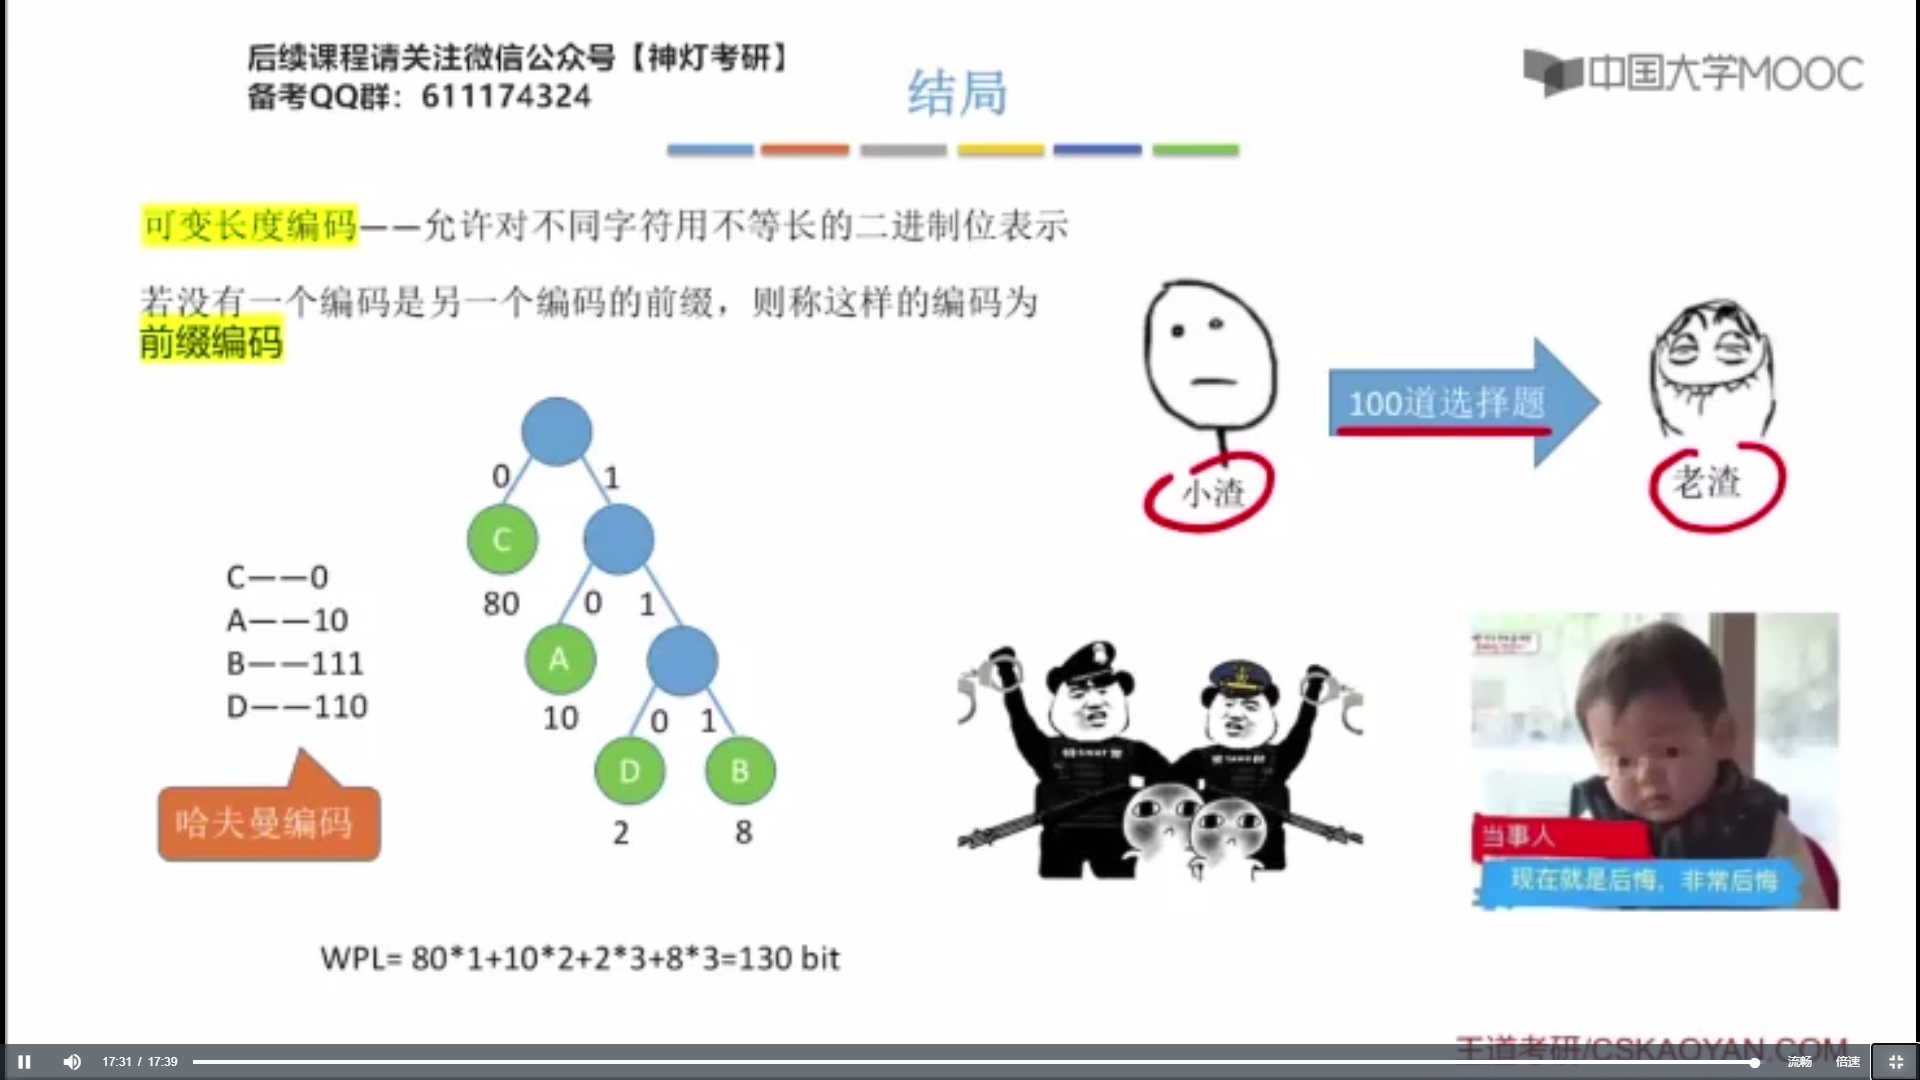 后续课程请关注微信公众号【神灯考研】
备考QQ群：611174324
结局
中国大学MOOC
可变长度编码——允许对不同字符用不等长的二进制位表示
若没有一个编码是另一个编码的前缀，则称这样的编码为
前缀编码
100道选择题
小渣
老渣
0
1
C
80
0
1
A
10
0
1
D
B
2
8
C——0
A——10
B——111
D——110
哈夫曼编码
当事人
现在就是后悔，非常后悔
WPL= 80*1+10*2+2*3+8*3=130 bit
王道考研/CSKAOYAN.COM
17:31 / 17:39
流畅
倍速